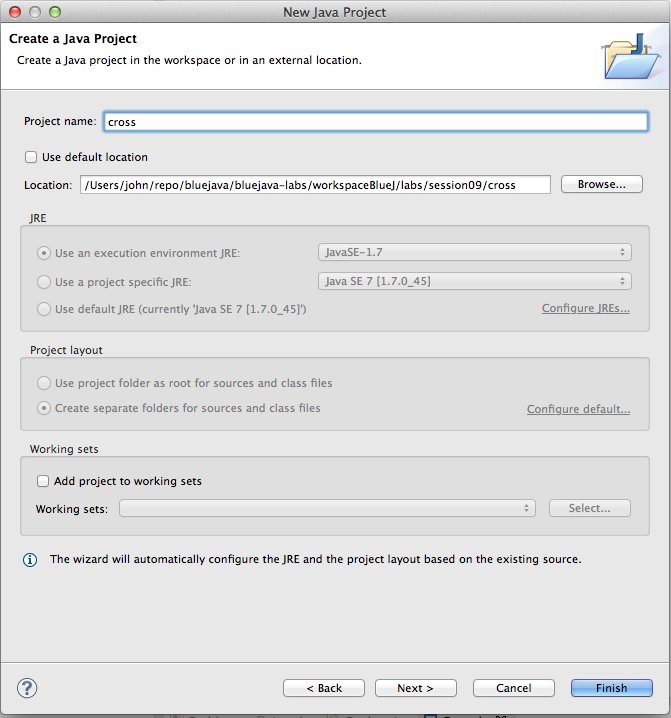 New Java Project
Create a Java Project
Create a Java project in the workspace or in an external location.
Project name: cross
Use default location
Location: /Users/john/repo/bluejava/bluejava-labs/workspaceBlueJ/labs/session09/cross Browse...
JRE
Use an execution environment JRE: JavaSE-1.7
Use a project specific JRE: Java SE 7 [1.7.0_45]
Use default JRE (currently 'Java SE 7 [1.7.0_45]') Configure JREs...
Project layout
Use project folder as root for sources and class files
Create separate folders for sources and class files Configure default...
Working sets
Add project to working sets
Working sets: Select...
The wizard will automatically configure the JRE and the project layout based on the existing source.
? < Back Next > Cancel Finish